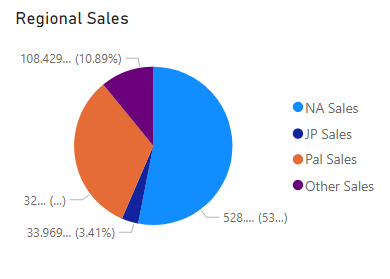 Regional Sales
108.429... (10.89%)
NA Sales
JP Sales
Pal Sales
Other Sales
32... (...)
528.... (53...)
33.969... (3.41%)